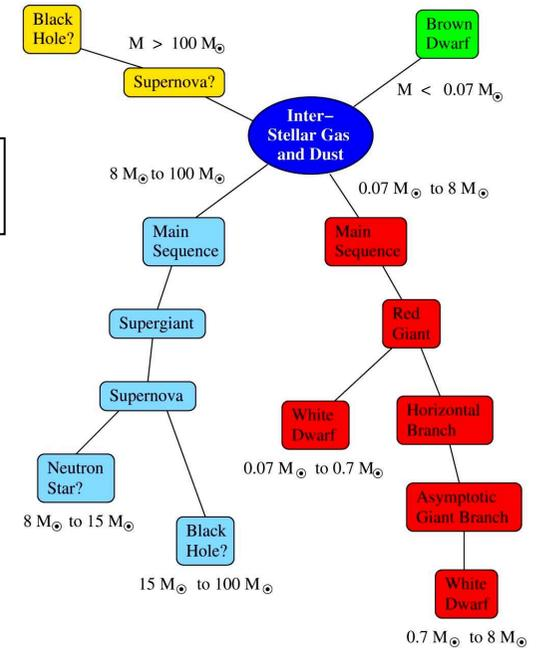 Black
Hole?
M > 100 M☉
Supernova?
Brown
Dwarf
M < 0.07 M☉
Inter–
Stellar Gas
and Dust
8 M☉ to 100 M☉
0.07 M☉ to 8 M☉
Main
Sequence
Main
Sequence
Supergiant
Red
Giant
Supernova
White
Dwarf
0.07 M☉ to 0.7 M☉
Horizontal
Branch
Neutron
Star?
8 M☉ to 15 M☉
Asymptotic
Giant Branch
Black
Hole?
15 M☉ to 100 M☉
White
Dwarf
0.7 M☉ to 8 M☉